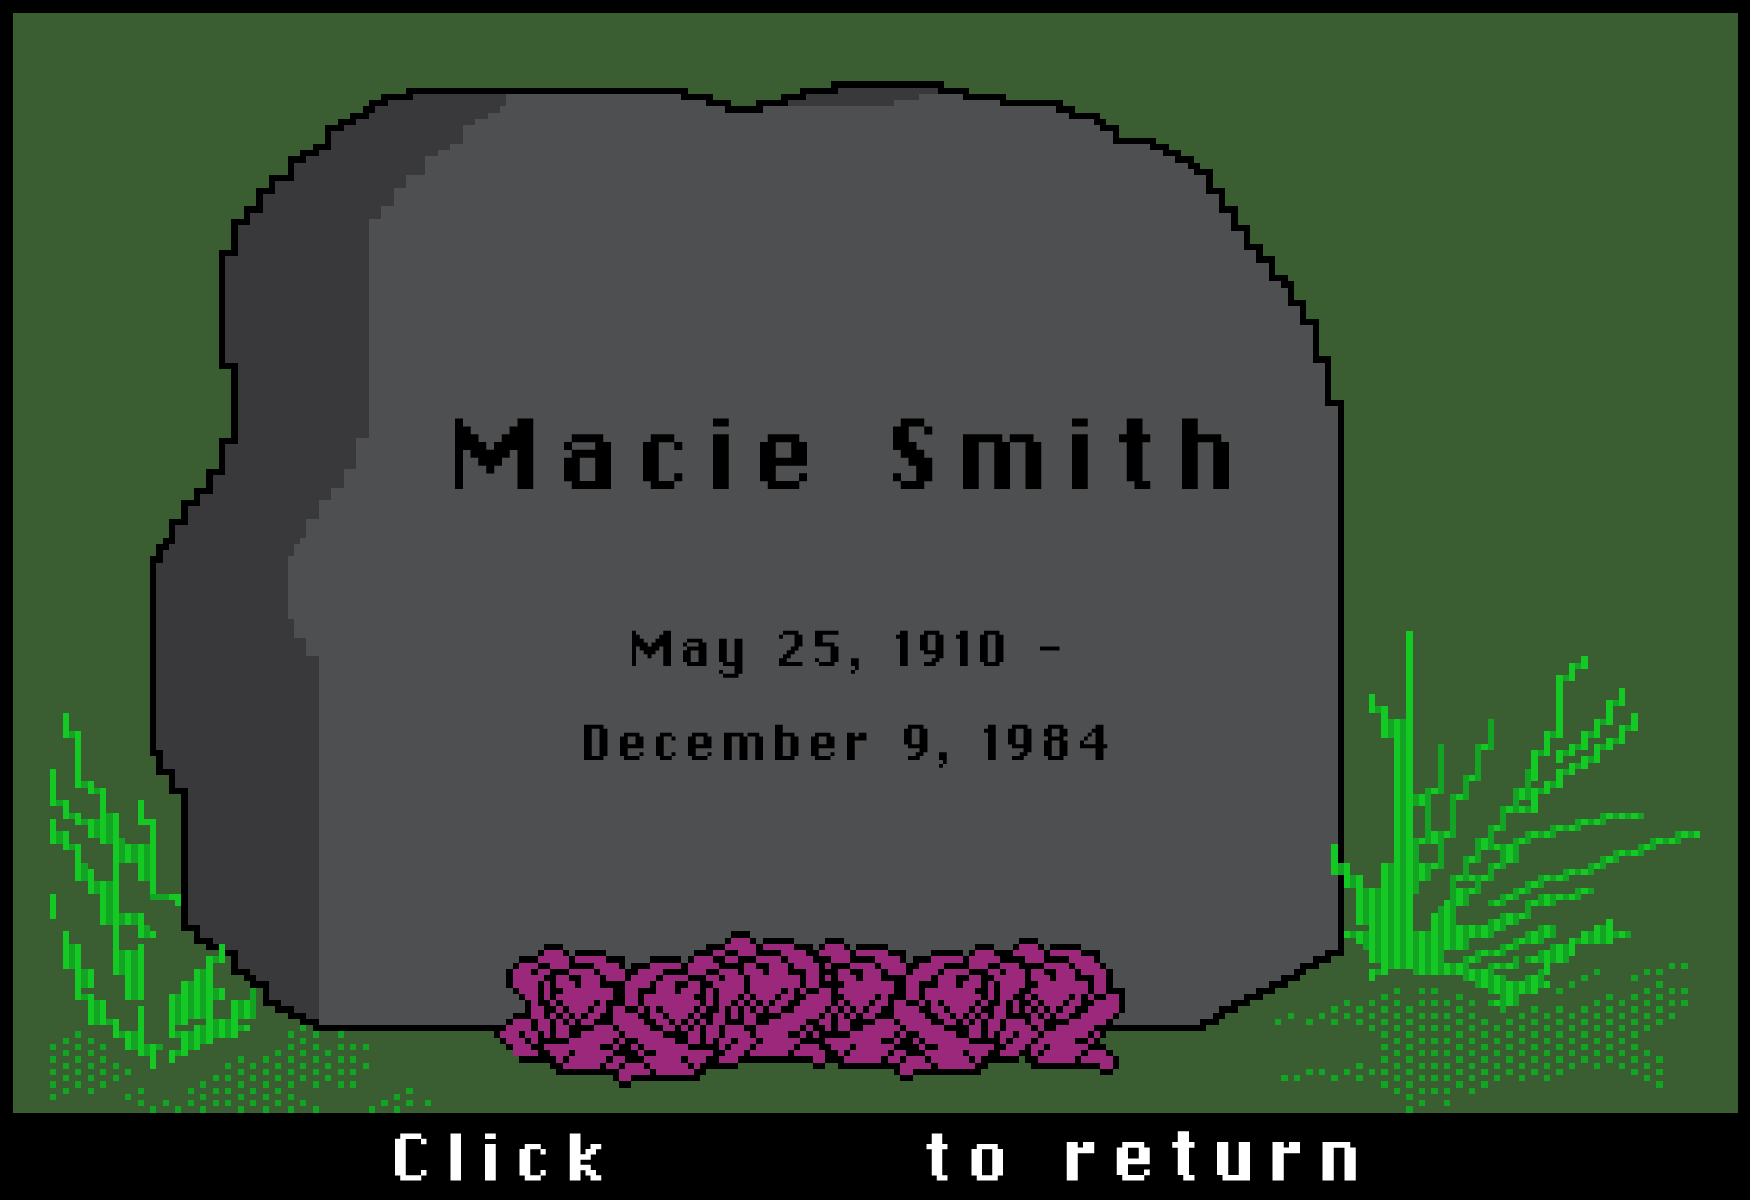 Macie Smith
May 25, 1910 -
December 9, 1984
Click to return